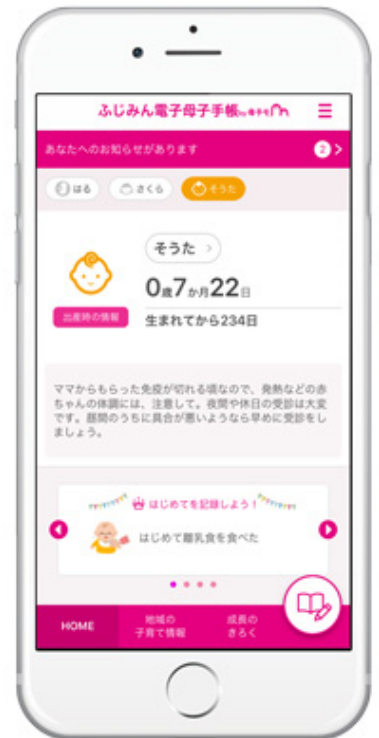 ふじみん電子母子手帳by母子モ
あなたへのお知らせがあります 2
はる さくら そうた
そうた
0歳7か月22日
出産時の情報
生まれてから234日
ママからもらった免疫が切れる頃なので、発熱などの赤
ちゃんの体調には、注意して。夜間や休日の受診は大変
です。昼間のうちに具合が悪いようなら早めに受診をし
ましょう。
はじめてを記録しよう!
はじめて離乳食を食べた
HOME
地域の
子育て情報
成長の
きろく